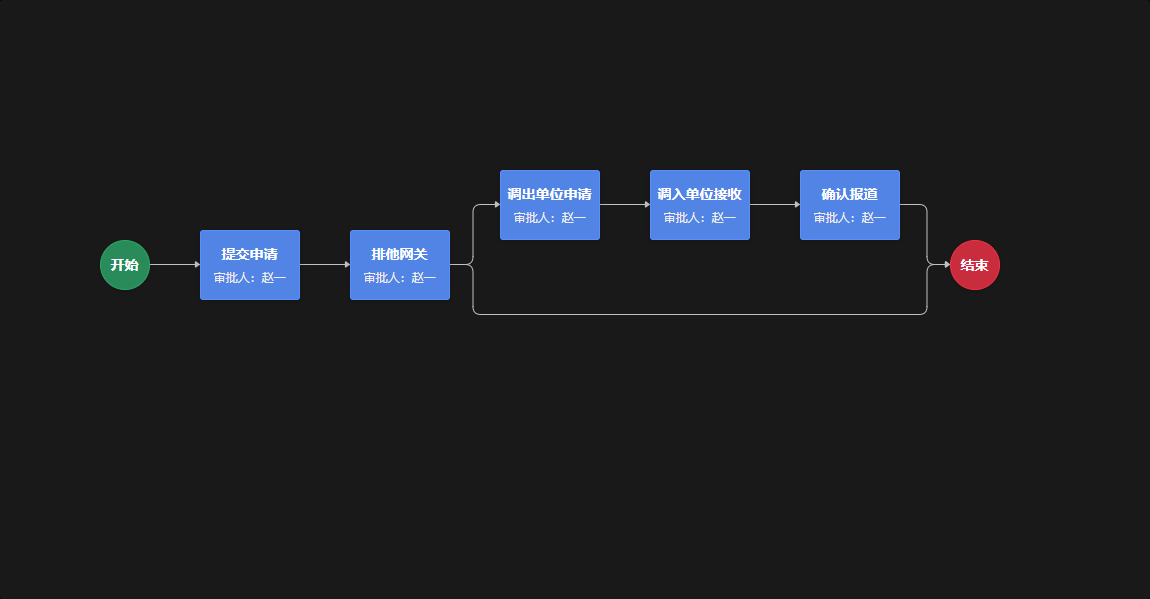 开始
提交申请
审批人：赵一
排他网关
审批人：赵一
调出单位申请
审批人：赵一
调入单位接收
审批人：赵一
确认报道
审批人：赵一
结束